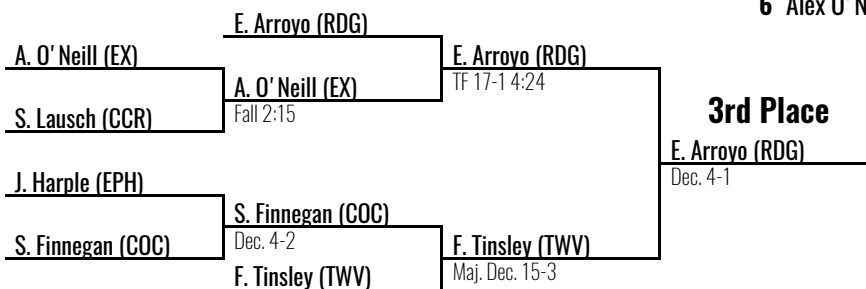 6 Alex O'N
E. Arroyo (RDG)
A. O'Neill (EX)
E. Arroyo (RDG)
TF 17-1 4:24
A. O'Neill (EX)
Fall 2:15
S. Lausch (CCR)
3rd Place
E. Arroyo (RDG)
Dec. 4-1
J. Harple (EPH)
S. Finnegan (COC)
Dec. 4-2
S. Finnegan (COC)
F. Tinsley (TWV)
Maj. Dec. 15-3
F. Tinsley (TWV)